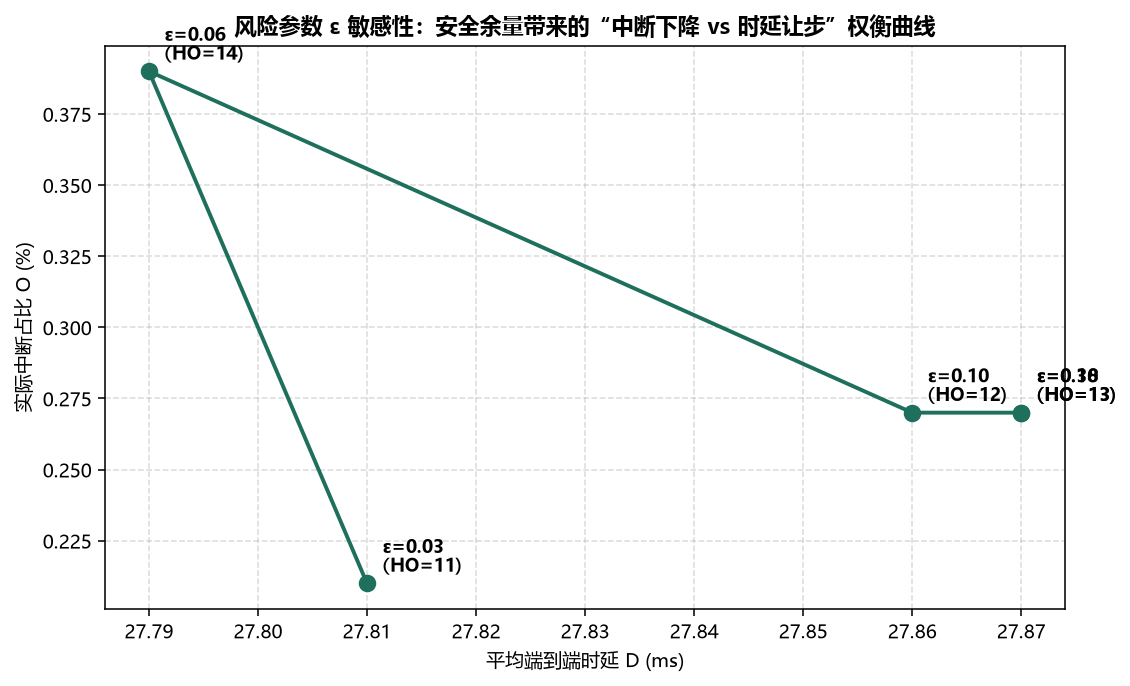 风险参数 ε 敏感性：安全余量带来的“中断下降 vs 时延让步”权衡曲线
ε=0.06
(HO=14)
0.375
0.350
0.325
0.300
0.275
0.250
0.225
实际中断占比 O (%)
ε=0.10
(HO=12)
(HO=13)
ε=0.03
(HO=11)
27.79
27.80
27.81
27.82
27.83
27.84
27.85
27.86
27.87
平均端到端时延 D (ms)